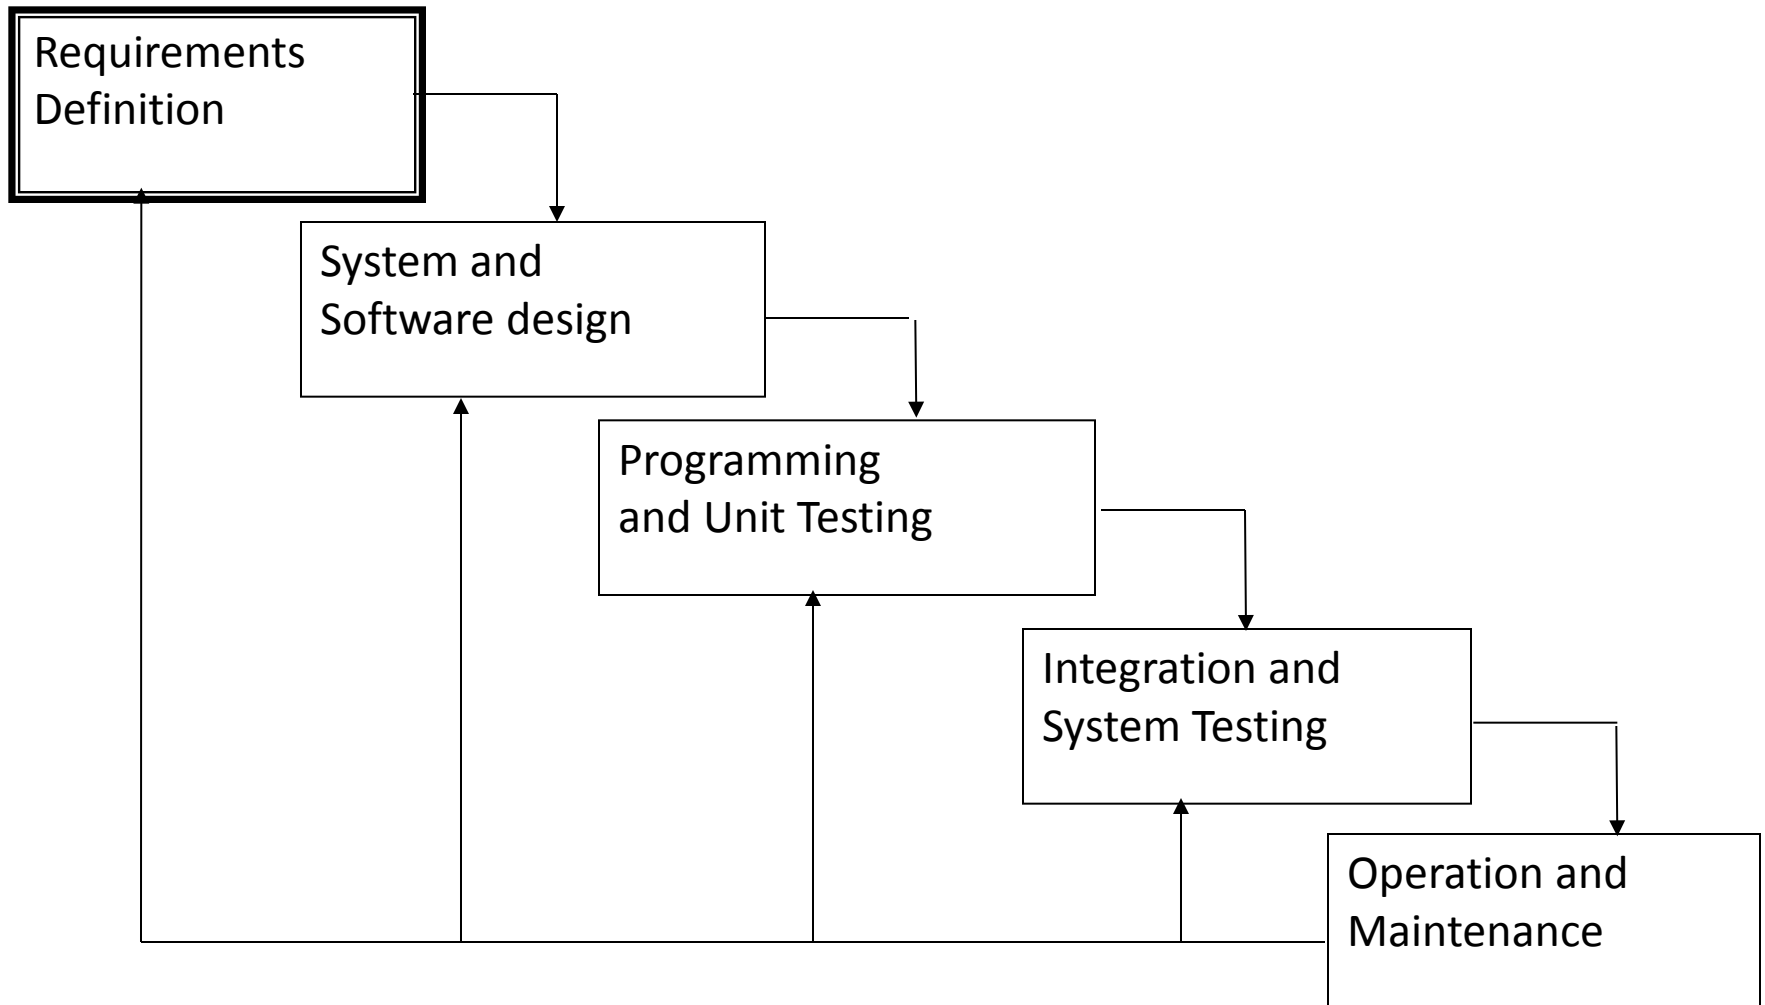 Requirements
Definition
System and
Software design
Programming
and Unit Testing
Integration and
System Testing
Operation and
Maintenance